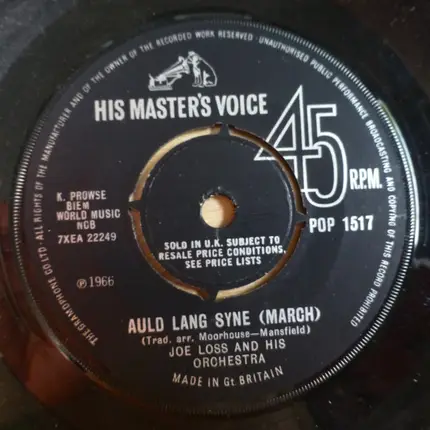 THE GRAMOPHONE CO LTD · ALL RIGHTS OF THE MANUFACTURER AND OF THE OWNER OF THE RECORDED WORK RESERVED · UNAUTHORISED PUBLIC PERFORMANCE BROADCASTING AND COPYING OF THIS RECORD PROHIBITED
HIS MASTER'S VOICE
45 R.P.M.
K. PROWSE
BIEM
WORLD MUSIC
NCB
7XEA 22249
POP 1517
SOLD IN U.K. SUBJECT TO
RESALE PRICE CONDITIONS,
SEE PRICE LISTS
Ⓟ1966
AULD LANG SYNE (MARCH)
(Trad. arr. Moorhouse—Mansfield)
JOE LOSS AND HIS
ORCHESTRA
MADE IN Gt. BRITAIN